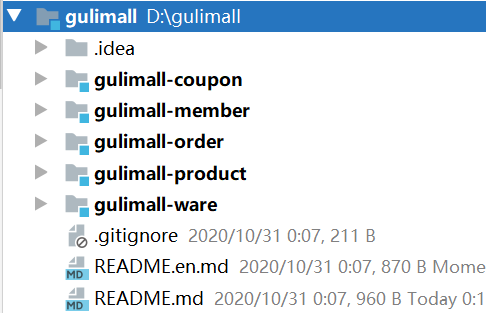 gulimall D:\gulimall
.idea
gulimall-coupon
gulimall-member
gulimall-order
gulimall-product
gulimall-ware
.gitignore 2020/10/31 0:07, 211 B
MD README.en.md 2020/10/31 0:07, 870 B Mome
MD README.md 2020/10/31 0:07, 960 B Today 0:1